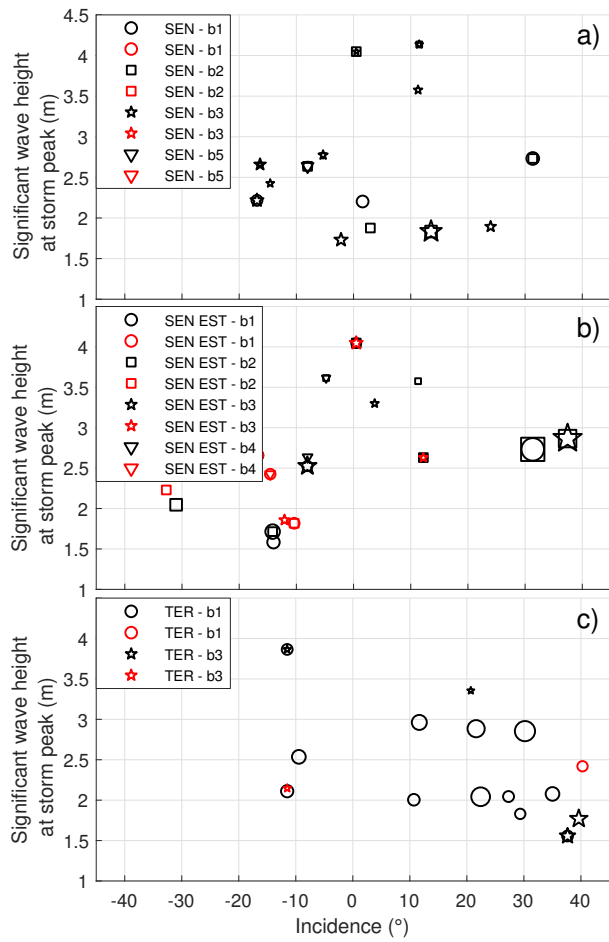 a)
4.5
4
3.5
3
2.5
2
1.5
1
Significant wave height
at storm peak (m)
SEN - b1
SEN - b1
SEN - b2
SEN - b2
SEN - b3
SEN - b3
SEN - b5
SEN - b5
b)
4
3.5
3
2.5
2
1.5
1
Significant wave height
at storm peak (m)
SEN EST - b1
SEN EST - b1
SEN EST - b2
SEN EST - b2
SEN EST - b3
SEN EST - b3
SEN EST - b4
SEN EST - b4
c)
4
3.5
3
2.5
2
1.5
1
Significant wave height
at storm peak (m)
TER - b1
TER - b1
TER - b3
TER - b3
-40 -30 -20 -10 0 10 20 30 40
Incidence (°)